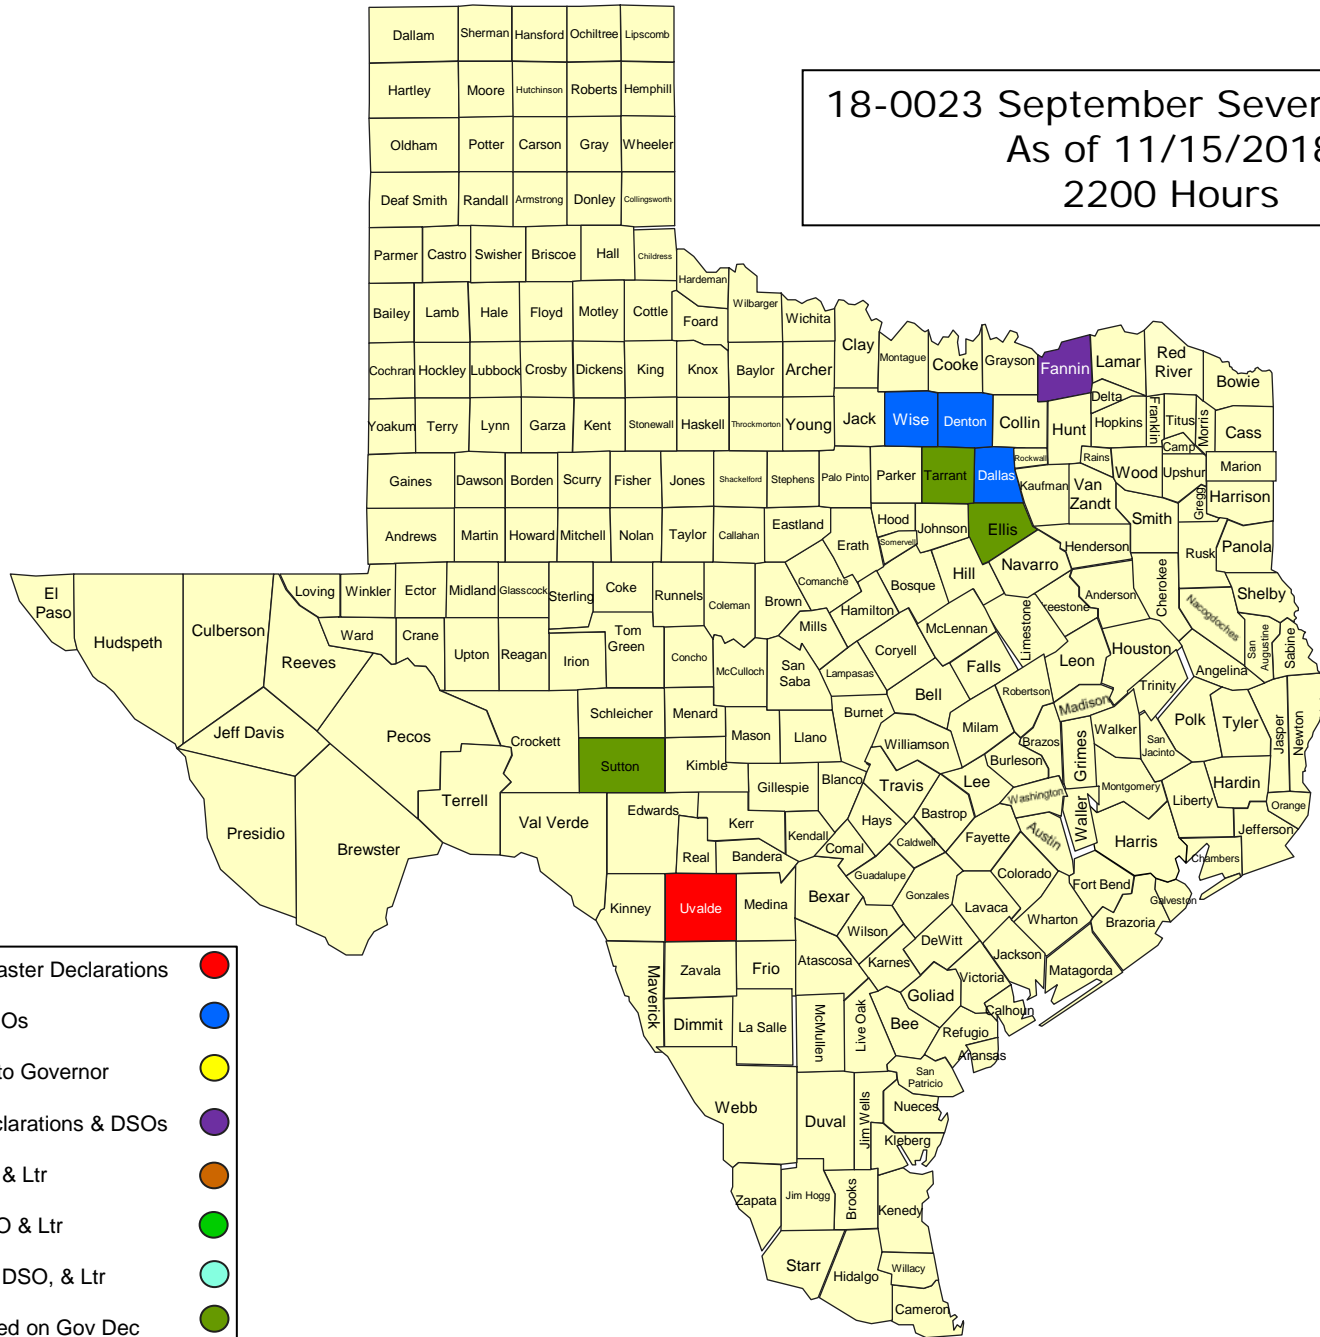 Dallam Sherman Hansford Ochiltree Lipscomb
Hartley Moore Hutchinson Roberts Hemphill
18-0023 September Sever
As of 11/15/2018
2200 Hours
Oldham Potter Carson Gray Wheeler
Deaf Smith Randall Armstrong Donley Collingsworth
Parmer Castro Swisher Briscoe Hall Childress
Hardeman
Bailey Lamb Hale Floyd Motley Cottle Foard Wilbarger Wichita
Clay Montague Cooke Grayson Fannin Lamar Red River Bowie
Cochran Hockley Lubbock Crosby Dickens King Knox Baylor Archer
Delta
Yoakum Terry Lynn Garza Kent Stonewall Haskell Throckmorton Young Jack Wise Denton Collin Hunt Hopkins Franklin Titus Morris Cass
Camp
Rockwall Rains
Gaines Dawson Borden Scurry Fisher Jones Shackelford Stephens Palo Pinto Parker Tarrant Dallas Kaufman Van Zandt Wood Upshur Marion
Gregg Harrison
Andrews Martin Howard Mitchell Nolan Taylor Callahan Eastland Erath Hood Somervell Johnson Ellis Henderson Smith Rusk Panola
El Paso Hudspeth Culberson Loving Winkler Ector Midland Glasscock Sterling Coke Runnels Coleman Brown Comanche Hamilton Bosque Hill Navarro Anderson Cherokee Shelby
Reeves Ward Crane Upton Reagan Irion Tom Green Concho McCulloch San Saba Mills Lampasas Coryell McLennan Limestone reestone Nacogdoches San Augustine Sabine
Falls Leon Houston Angelina
Jeff Davis Pecos Crockett Schleicher Menard Mason Llano Burnet Bell Milam Robertson Madison Trinity
Walker San Jacinto Polk Tyler Jasper Newton
Terrell Sutton Kimble Gillespie Blanco Williamson Travis Lee Burleson Brazos Grimes
Washington Montgomery Liberty Hardin Orange
Presidio Brewster Val Verde Edwards Kerr Kendall Hays Comal Bastrop Caldwell Fayette Austin Waller Harris Jefferson
Real Bandera Guadalupe Gonzales Colorado Fort Bend Chambers
Kinney Uvalde Medina Bexar Wilson Lavaca Wharton Brazoria Galveston
Maverick Zavala Frio Atascosa Karnes DeWitt Jackson Matagorda
Dimmit La Salle McMullen Live Oak Bee Goliad Victoria Calhoun
Refugio Aransas
San Patricio
Webb Duval Jim Wells Nueces
Kleberg
Zapata Jim Hogg Brooks Kenedy
Starr Hidalgo Willacy
Cameron
aster Declarations
Os
to Governor
clarations & DSOs
& Ltr
O & Ltr
DSO, & Ltr
ed on Gov Dec